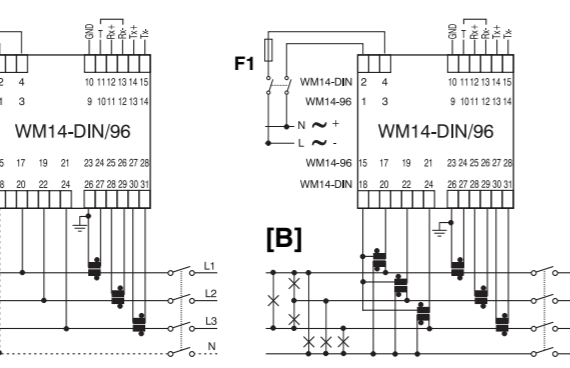 GND
T
Rx+
Rx-
Tx+
Tx-
2 4
10 11 12 13 14 15
1 3
9 10 11 12 13 14
WM14-DIN/96
15 17 19 21 23 24 25 26 27 28
18 20 22 24 26 27 28 29 30 31
L1
L2
L3
N
GND
T
Rx+
Rx-
Tx+
Tx-
F1
WM14-DIN 2 4 10 11 12 13 14 15
WM14-96 1 3 9 10 11 12 13 14
N ~ +
L ~ -
WM14-DIN/96
WM14-96 15 17 19 21 23 24 25 26 27 28
WM14-DIN 18 20 22 24 26 27 28 29 30 31
[B]